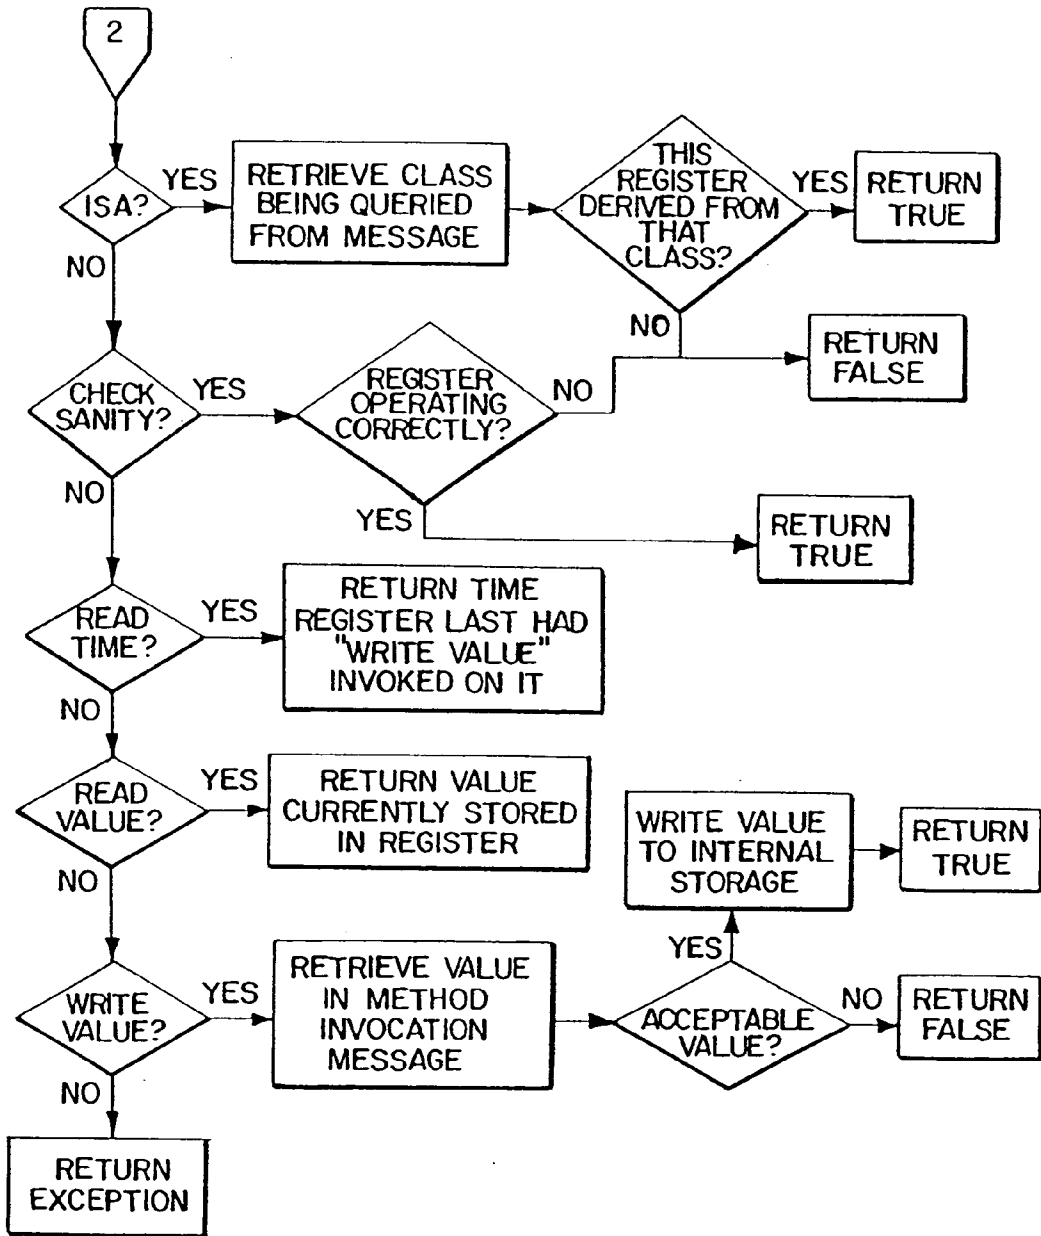 2
ISA?
YES
RETRIEVE CLASS
BEING QUERIED
FROM MESSAGE
THIS
REGISTER
DERIVED FROM
THAT
CLASS?
YES
RETURN
TRUE
NO
NO
RETURN
FALSE
CHECK
SANITY?
YES
REGISTER
OPERATING
CORRECTLY?
NO
NO
YES
RETURN
TRUE
READ
TIME?
YES
RETURN TIME
REGISTER LAST HAD
"WRITE VALUE"
INVOKED ON IT
NO
READ
VALUE?
YES
RETURN VALUE
CURRENTLY STORED
IN REGISTER
WRITE VALUE
TO INTERNAL
STORAGE
RETURN
TRUE
NO
YES
WRITE
VALUE?
YES
RETRIEVE VALUE
IN METHOD
INVOCATION
MESSAGE
ACCEPTABLE
VALUE?
NO
RETURN
FALSE
NO
RETURN
EXCEPTION